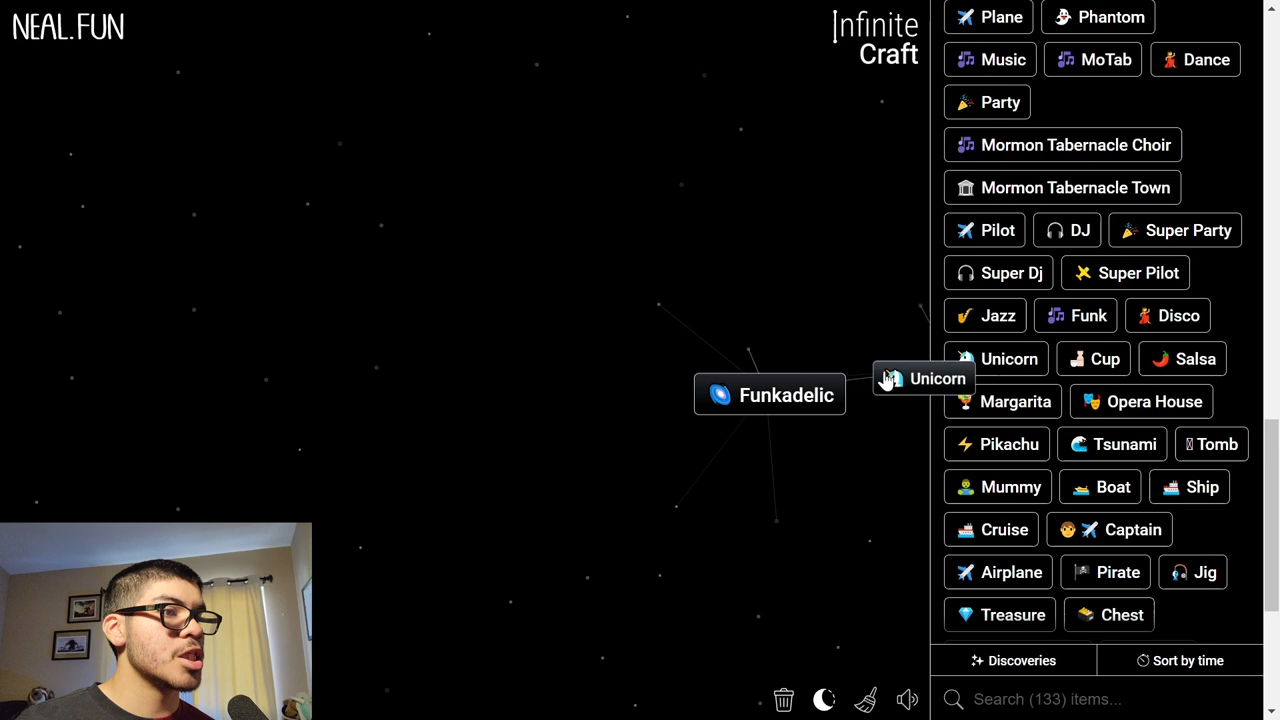 NEAL.FUN
Infinite
Craft
Plane Phantom
Music MoTab Dance
Party
Mormon Tabernacle Choir
Mormon Tabernacle Town
Pilot DJ Super Party
Super Dj Super Pilot
Jazz Funk Disco
Unicorn Cup Salsa
Funkadelic Unicorn
Margarita Opera House
Pikachu Tsunami Tomb
Mummy Boat Ship
Cruise Captain
Airplane Pirate Jig
Treasure Chest
Discoveries Sort by time
Search (133) items...